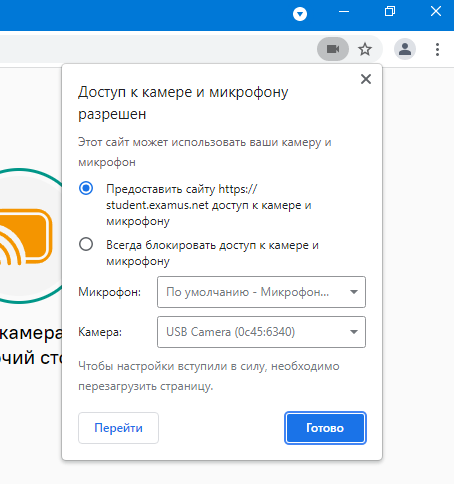 Доступ к камере и микрофону
разрешен
Этот сайт может использовать ваши камеру и
микрофон
Предоставить сайту https://
student.examus.net доступ к камере и
микрофону
Всегда блокировать доступ к камере и
микрофону
Микрофон:
По умолчанию - Микрофон...
Камера:
USB Camera (0c45:6340)
Чтобы настройки вступили в силу, необходимо
перезагрузить страницу.
Перейти
Готово
камера
чий сто